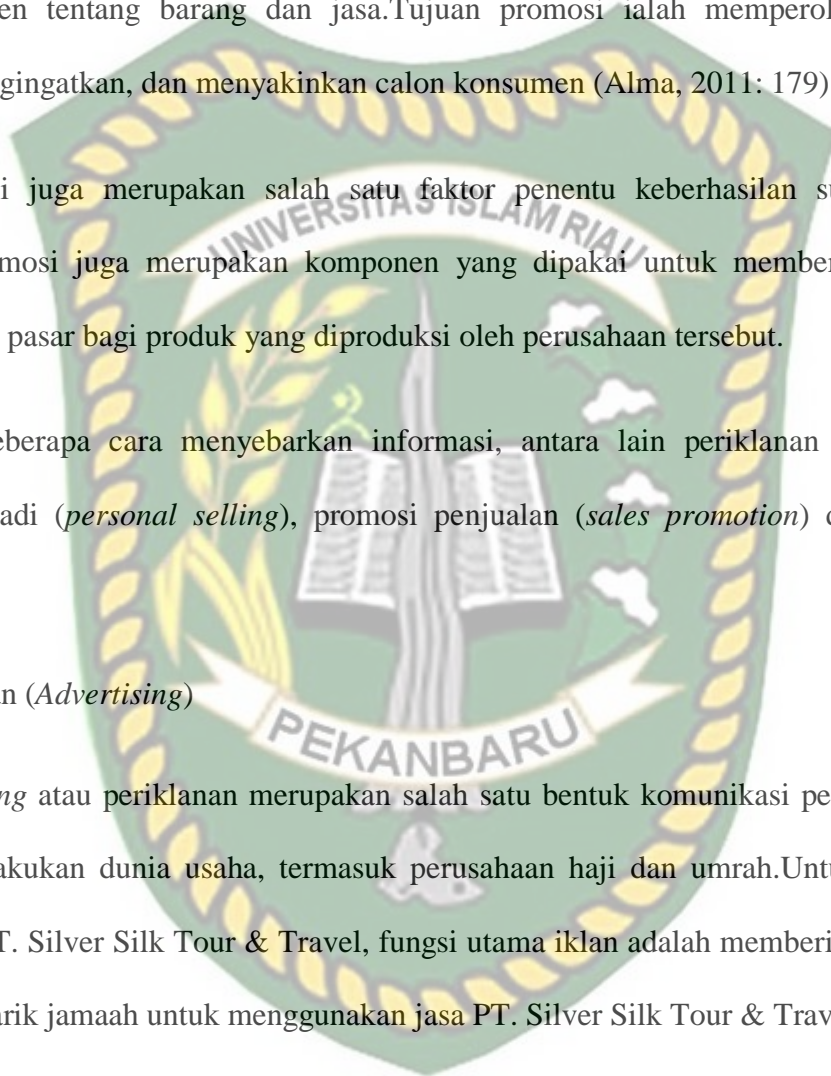 en tentang barang dan jasa.Tujuan promosi ialah memperol
gingatkan, dan menyakinkan calon konsumen (Alma, 2011: 179)
i juga merupakan salah satu faktor penentu keberhasilan su
UNIVERSITAS ISLAM RIAU
mosi juga merupakan komponen yang dipakai untuk member
pasar bagi produk yang diproduksi oleh perusahaan tersebut.
eberapa cara menyebarkan informasi, antara lain periklanan
adi (personal selling), promosi penjualan (sales promotion) d
an (Advertising)
PEKANBARU
ng atau periklanan merupakan salah satu bentuk komunikasi pe
akukan dunia usaha, termasuk perusahaan haji dan umrah.Untu
T. Silver Silk Tour & Travel, fungsi utama iklan adalah memberi
arik jamaah untuk menggunakan jasa PT. Silver Silk Tour & Trav